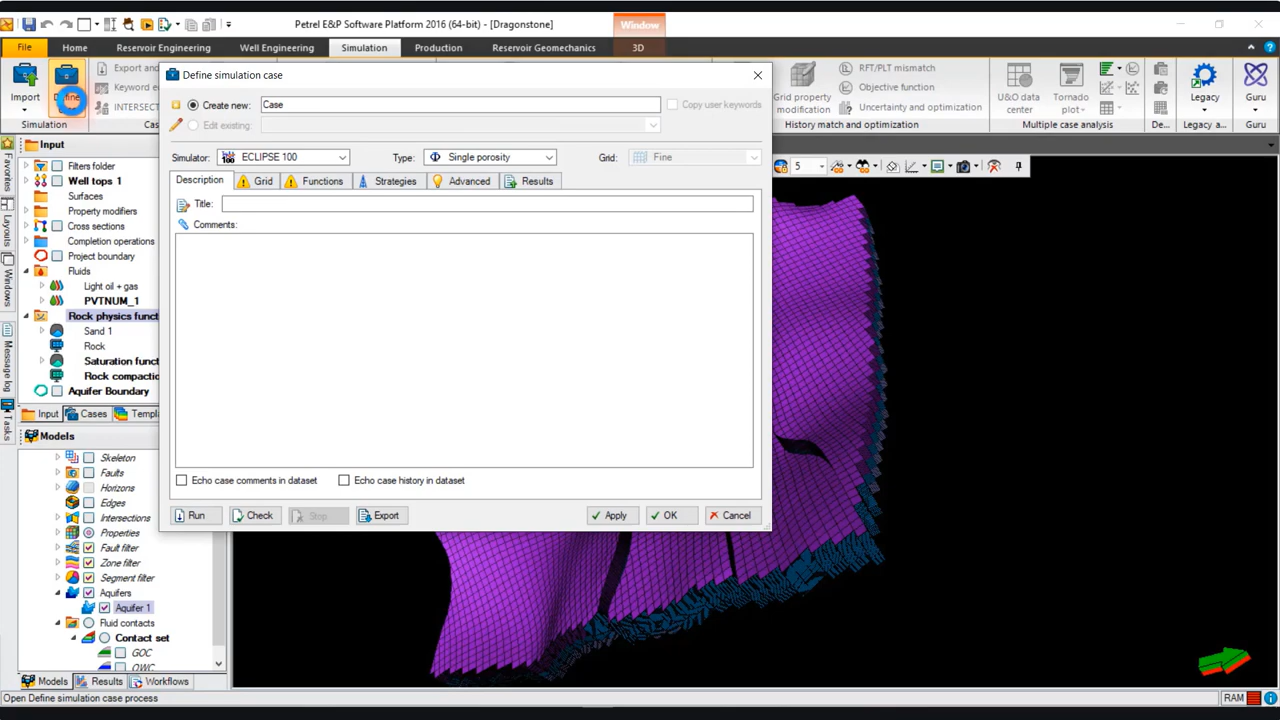 Petrel E&P Software Platform 2016 (64-bit) - [Dragonstone]
Window
File
Home
Reservoir Engineering
Well Engineering
Simulation
Production
Reservoir Geomechanics
3D
Import
Define
Export and
Keyword e
INTERSECT
Simulation
Cas
Grid property
modification
RFT/PLT mismatch
Objective function
Uncertainty and optimization
History match and optimization
U&O data
center
Tornado
plot
Multiple case analysis
De...
Legacy
Legacy a...
Guru
Guru
Define simulation case
Create new:
Case
Copy user keywords
Edit existing:
Simulator:
ECLIPSE 100
Type:
Single porosity
Grid:
Fine
Description
Grid
Functions
Strategies
Advanced
Results
Title:
Comments:
Echo case comments in dataset
Echo case history in dataset
Run
Check
Stop
Export
Apply
OK
Cancel
5
Favorites
Layouts
Windows
Message log
Tasks
Input
Filters folder
Well tops 1
Surfaces
Property modifiers
Cross sections
Completion operations
Project boundary
Fluids
Light oil + gas
PVTNUM_1
Rock physics funct
Sand 1
Rock
Saturation funct
Rock compactio
Aquifer Boundary
Input
Cases
Templ
Models
Skeleton
Faults
Horizons
Edges
Intersections
Properties
Fault filter
Zone filter
Segment filter
Aquifers
Aquifer 1
Fluid contacts
Contact set
GOC
OWC
Models
Results
Workflows
Open Define simulation case process
RAM